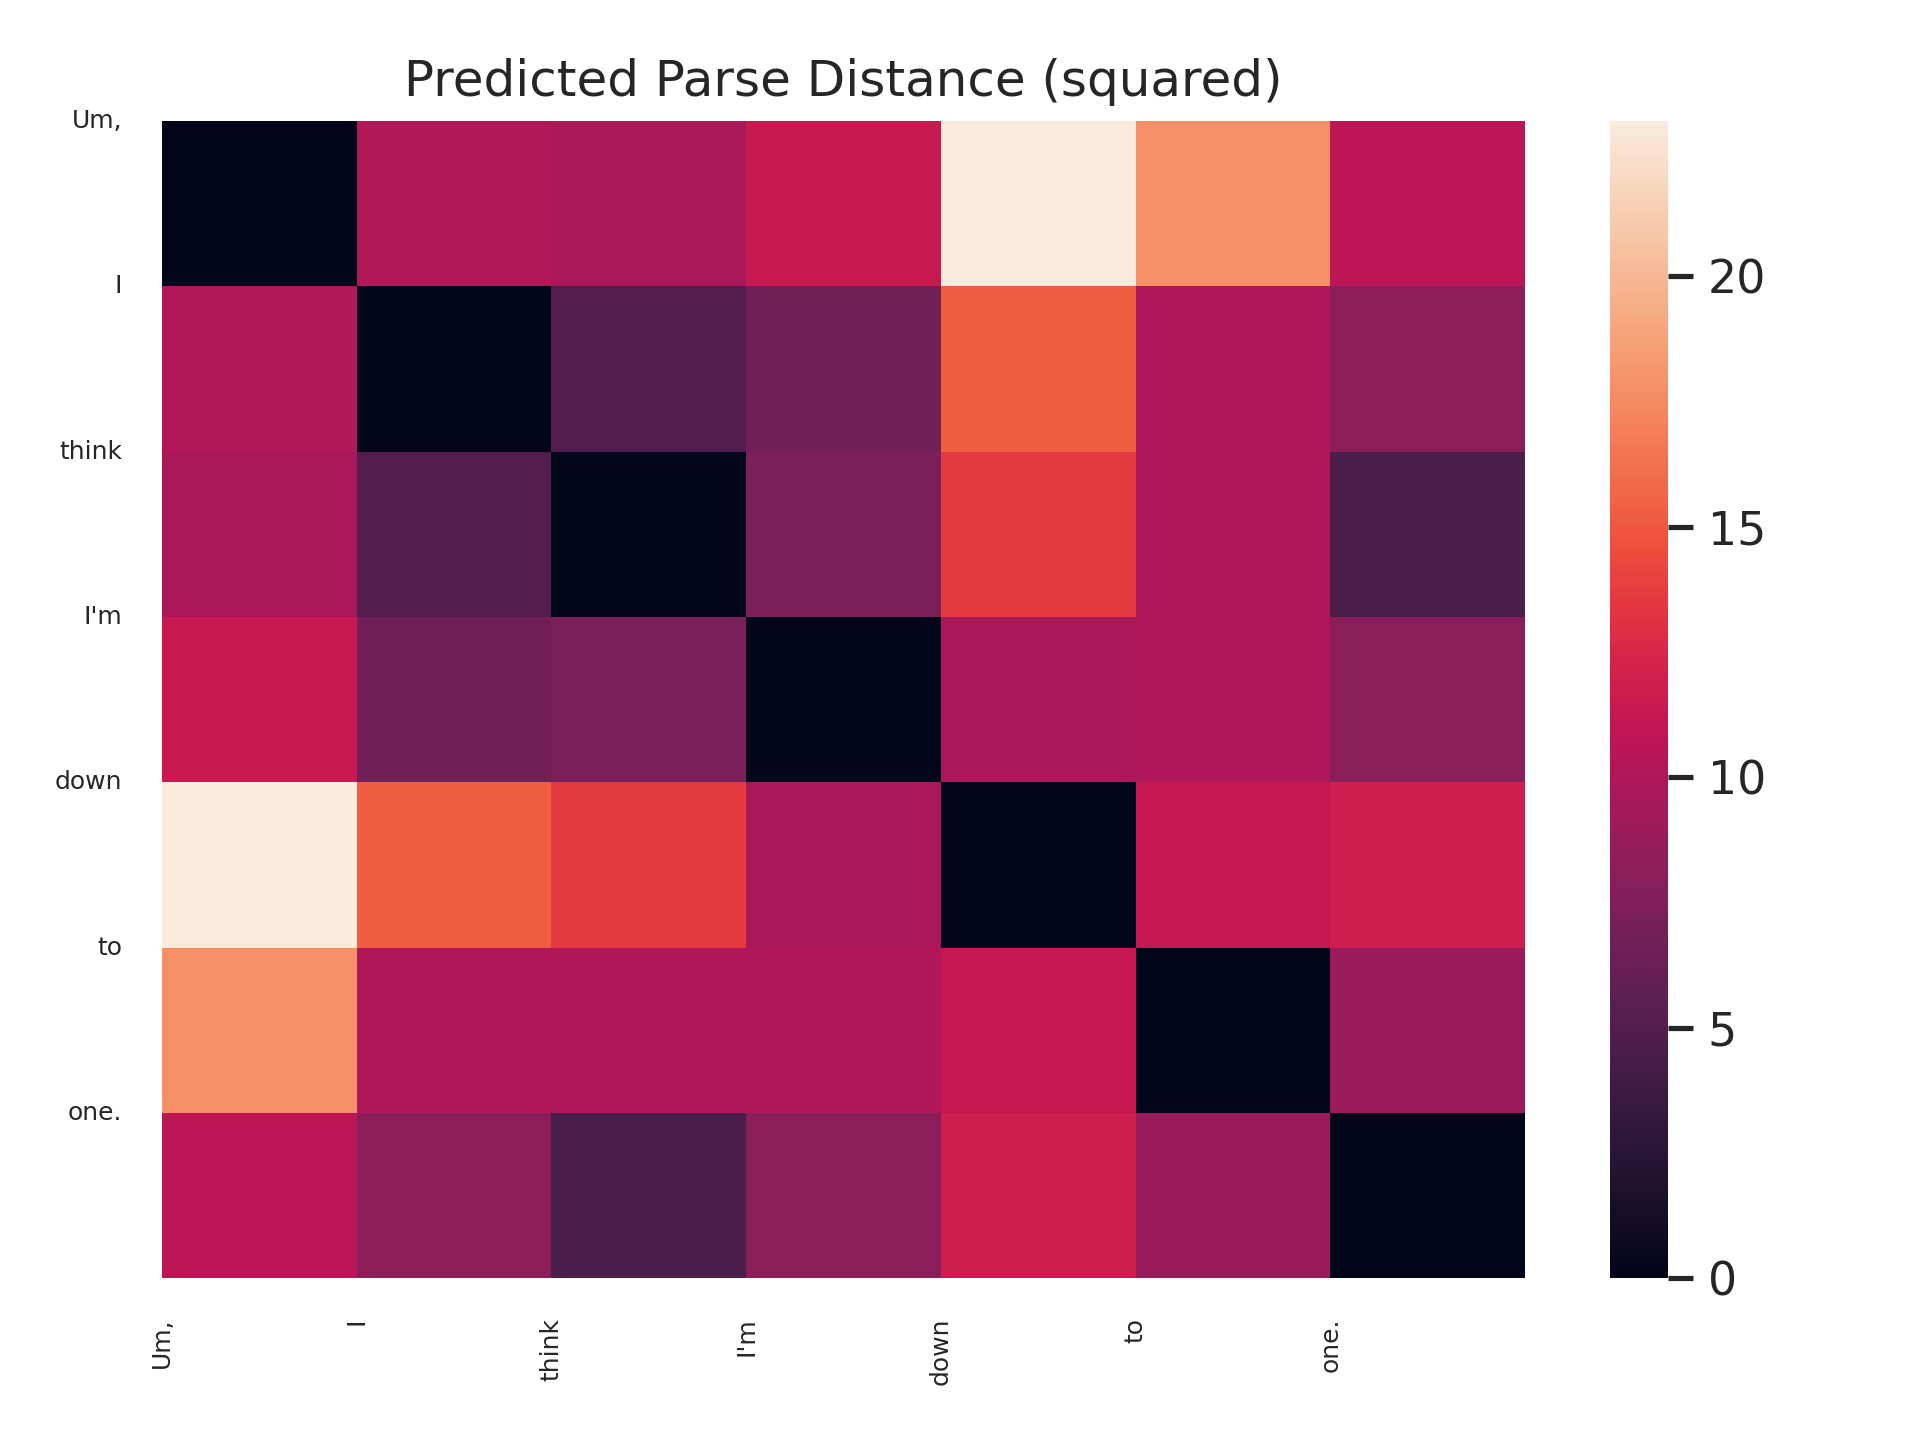 Predicted Parse Distance (squared)
Um,
I
think
I'm
down
to
one.
20
15
10
5
0
Um,
I
think
I'm
down
to
one.